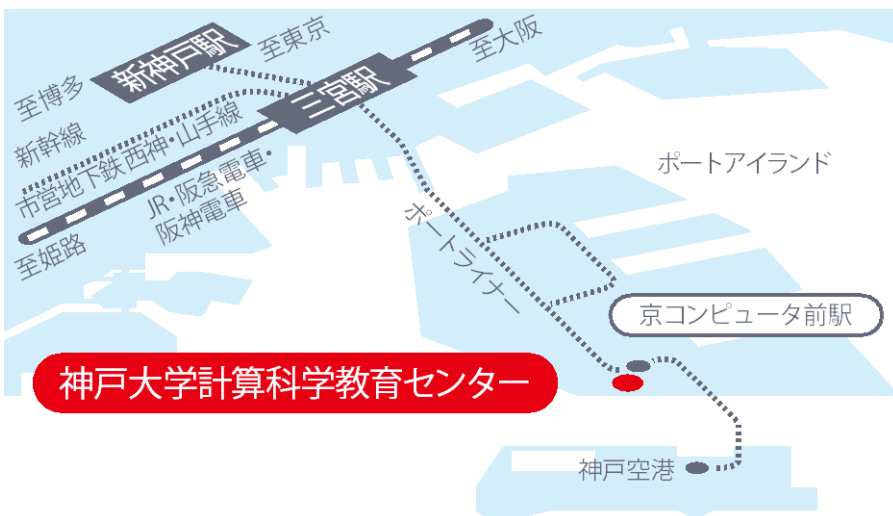 新神戸駅
至東京
至大阪
至博多
三宮駅
新幹線
市営地下鉄 西神・山手線
JR・阪急電車・
阪神電車
至姫路
ポートアイランド
ポートライナー
京コンピュータ前駅
神戸大学計算科学教育センター
神戸空港